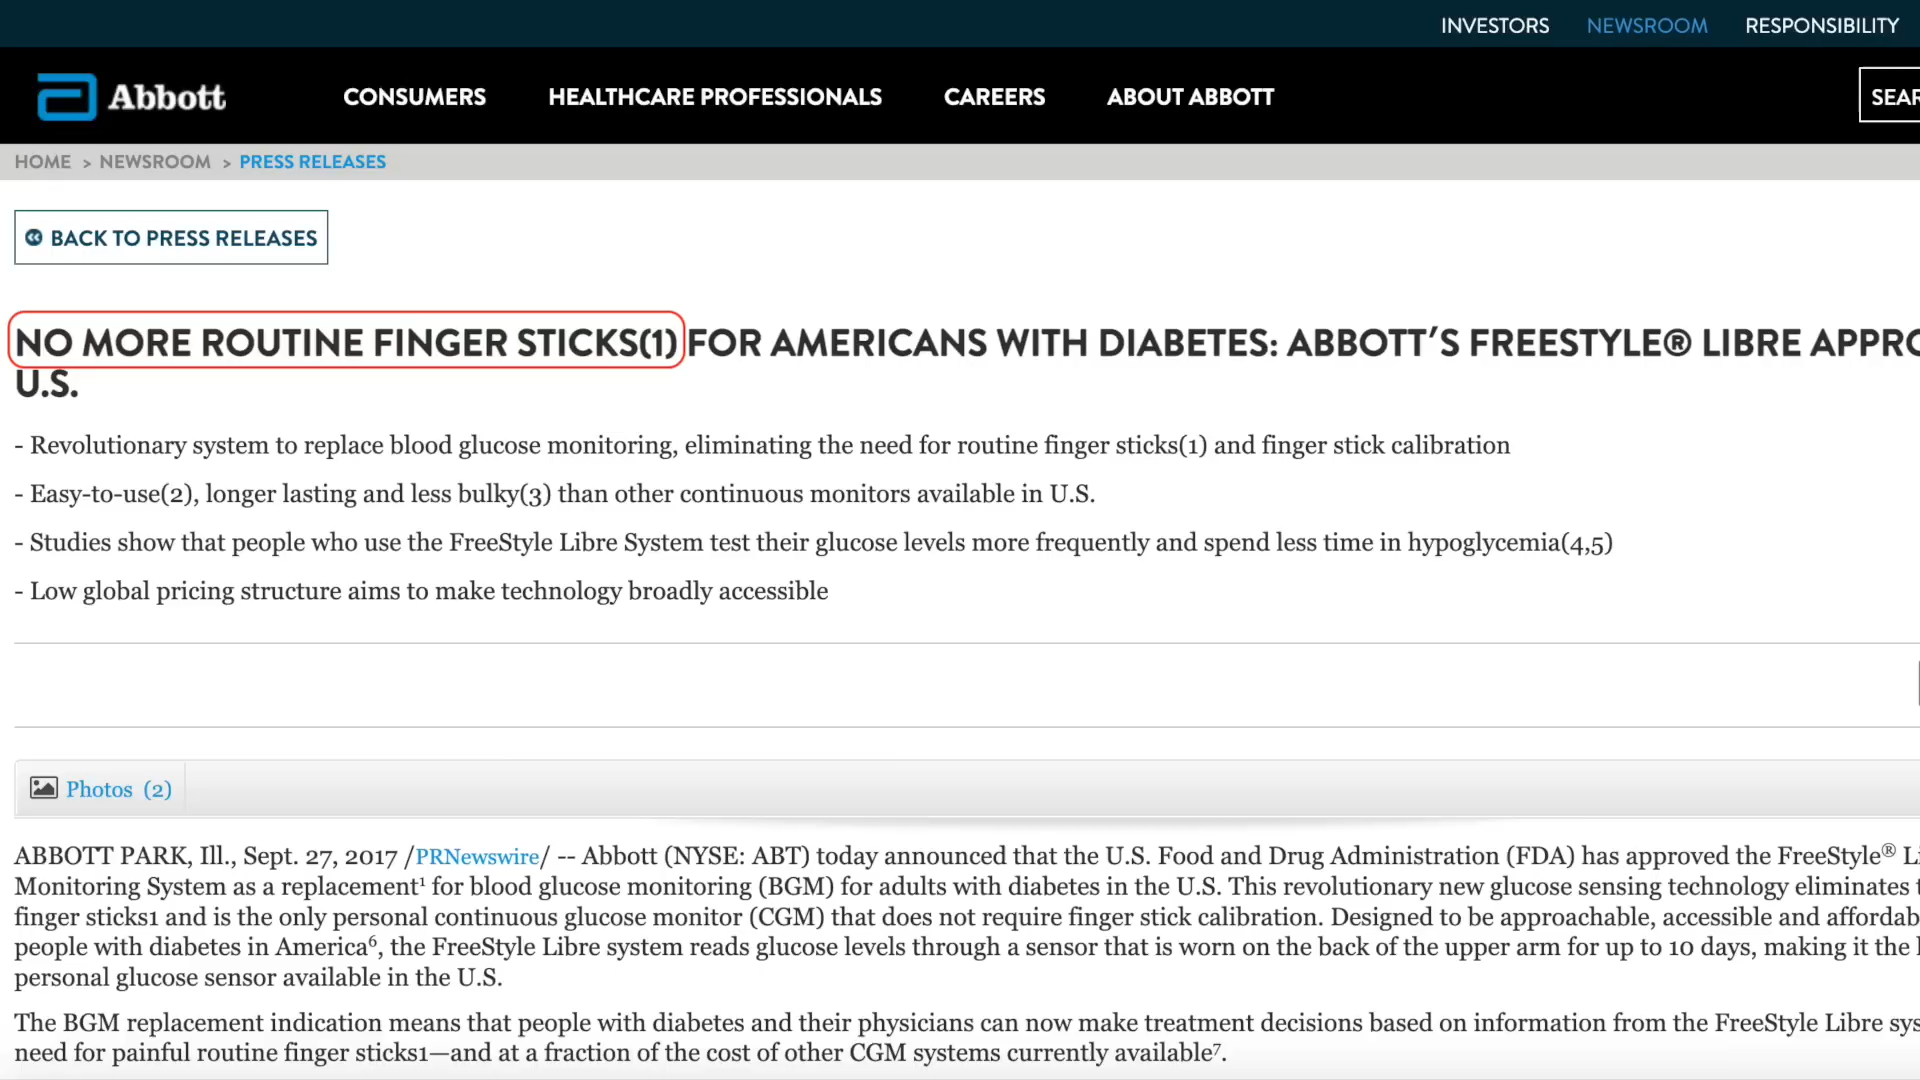 INVESTORS NEWSROOM RESPONSIBILITY
Abbott CONSUMERS HEALTHCARE PROFESSIONALS CAREERS ABOUT ABBOTT
HOME > NEWSROOM > PRESS RELEASES
BACK TO PRESS RELEASES
NO MORE ROUTINE FINGER STICKS(1) FOR AMERICANS WITH DIABETES: ABBOTT'S FREESTYLE® LIBRE
U.S.
- Revolutionary system to replace blood glucose monitoring, eliminating the need for routine finger sticks(1) and finger stick calibration
- Easy-to-use(2), longer lasting and less bulky(3) than other continuous monitors available in U.S.
- Studies show that people who use the FreeStyle Libre System test their glucose levels more frequently and spend less time in hypoglycemia(4,5)
- Low global pricing structure aims to make technology broadly accessible
Photos (2)
ABBOTT PARK, Ill., Sept. 27, 2017 /PRNewswire/ -- Abbott (NYSE: ABT) today announced that the U.S. Food and Drug Administration (FDA) has approved the FreeStyle®
Monitoring System as a replacement¹ for blood glucose monitoring (BGM) for adults with diabetes in the U.S. This revolutionary new glucose sensing technology eliminates
finger sticks1 and is the only personal continuous glucose monitor (CGM) that does not require finger stick calibration. Designed to be approachable, accessible and
people with diabetes in America⁶, the FreeStyle Libre system reads glucose levels through a sensor that is worn on the back of the upper arm for up to 10 days, making it the
personal glucose sensor available in the U.S.
The BGM replacement indication means that people with diabetes and their physicians can now make treatment decisions based on information from the FreeStyle Libre
need for painful routine finger sticks1—and at a fraction of the cost of other CGM systems currently available⁷.